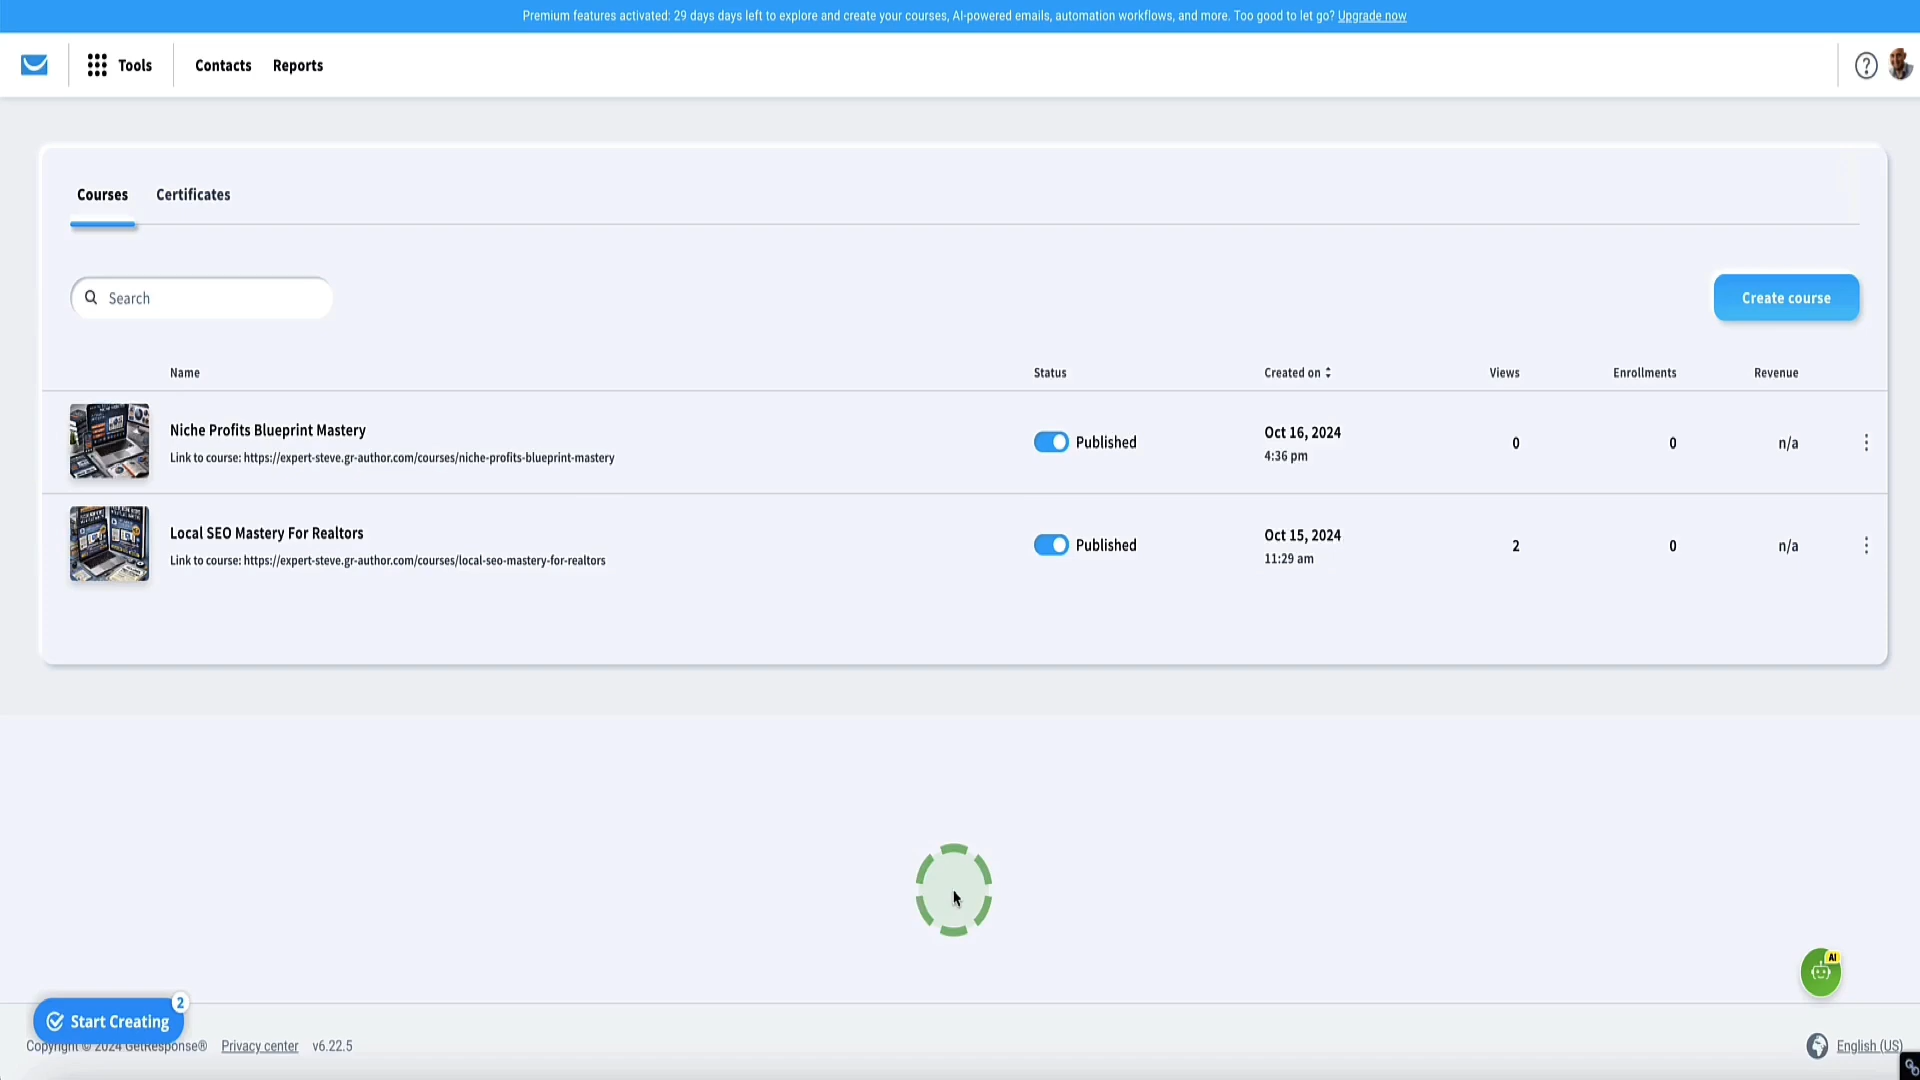 Premium features activated: 29 days days left to explore and create your courses, AI-powered emails, automation workflows, and more. Too good to let go? Upgrade now
Tools
Contacts
Reports
Courses
Certificates
Search
Create course
Name
Status
Created on
Views
Enrollments
Revenue
Niche Profits Blueprint Mastery
Link to course: https://expert-steve.gr-author.com/courses/niche-profits-blueprint-mastery
Published
Oct 16, 2024
4:36 pm
0
0
n/a
Local SEO Mastery For Realtors
Link to course: https://expert-steve.gr-author.com/courses/local-seo-mastery-for-realtors
Published
Oct 15, 2024
11:29 am
2
0
n/a
AI
2
Start Creating
Copyright © 2024 GetResponse®
Privacy center
v6.22.5
English (US)